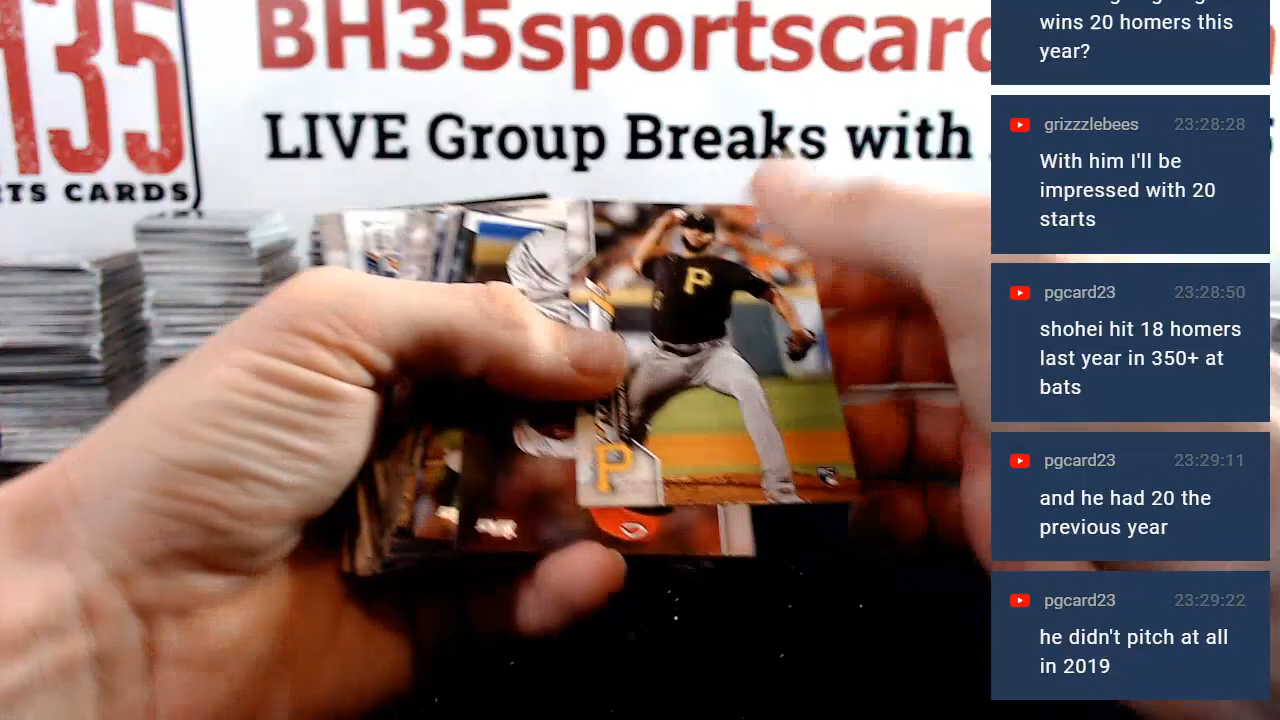 135
TS CARDS
BH35sportscard
LIVE Group Breaks with
P
P
wins 20 homers this
year?
grizzzlebees 23:28:28
With him I'll be
impressed with 20
starts
pgcard23 23:28:50
shohei hit 18 homers
last year in 350+ at
bats
pgcard23 23:29:11
and he had 20 the
previous year
pgcard23 23:29:22
he didn't pitch at all
in 2019